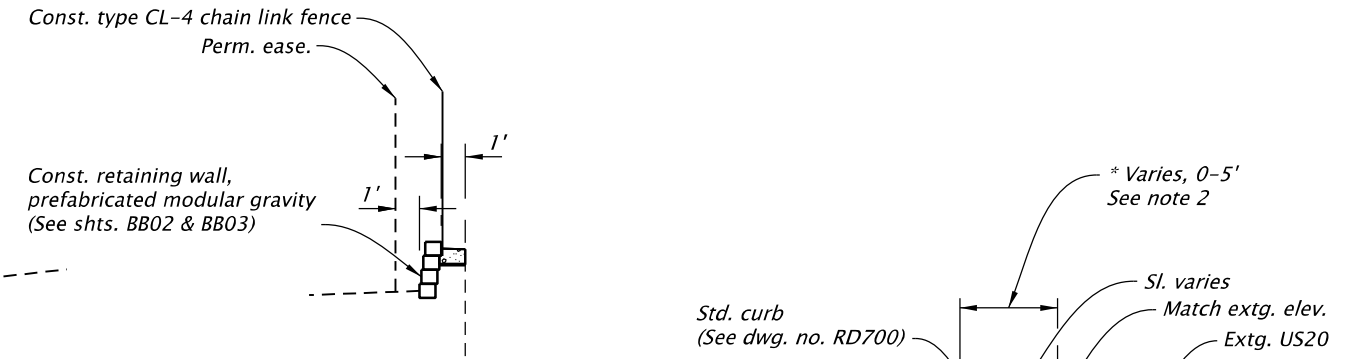 Const. type CL-4 chain link fence
Perm. ease.
1'
Const. retaining wall,
prefabricated modular gravity
(See shts. BB02 & BB03)
1'
* Varies, 0-5'
See note 2
Sl. varies
Match extg. elev.
Extg. US20
Std. curb
(See dwg. no. RD700)